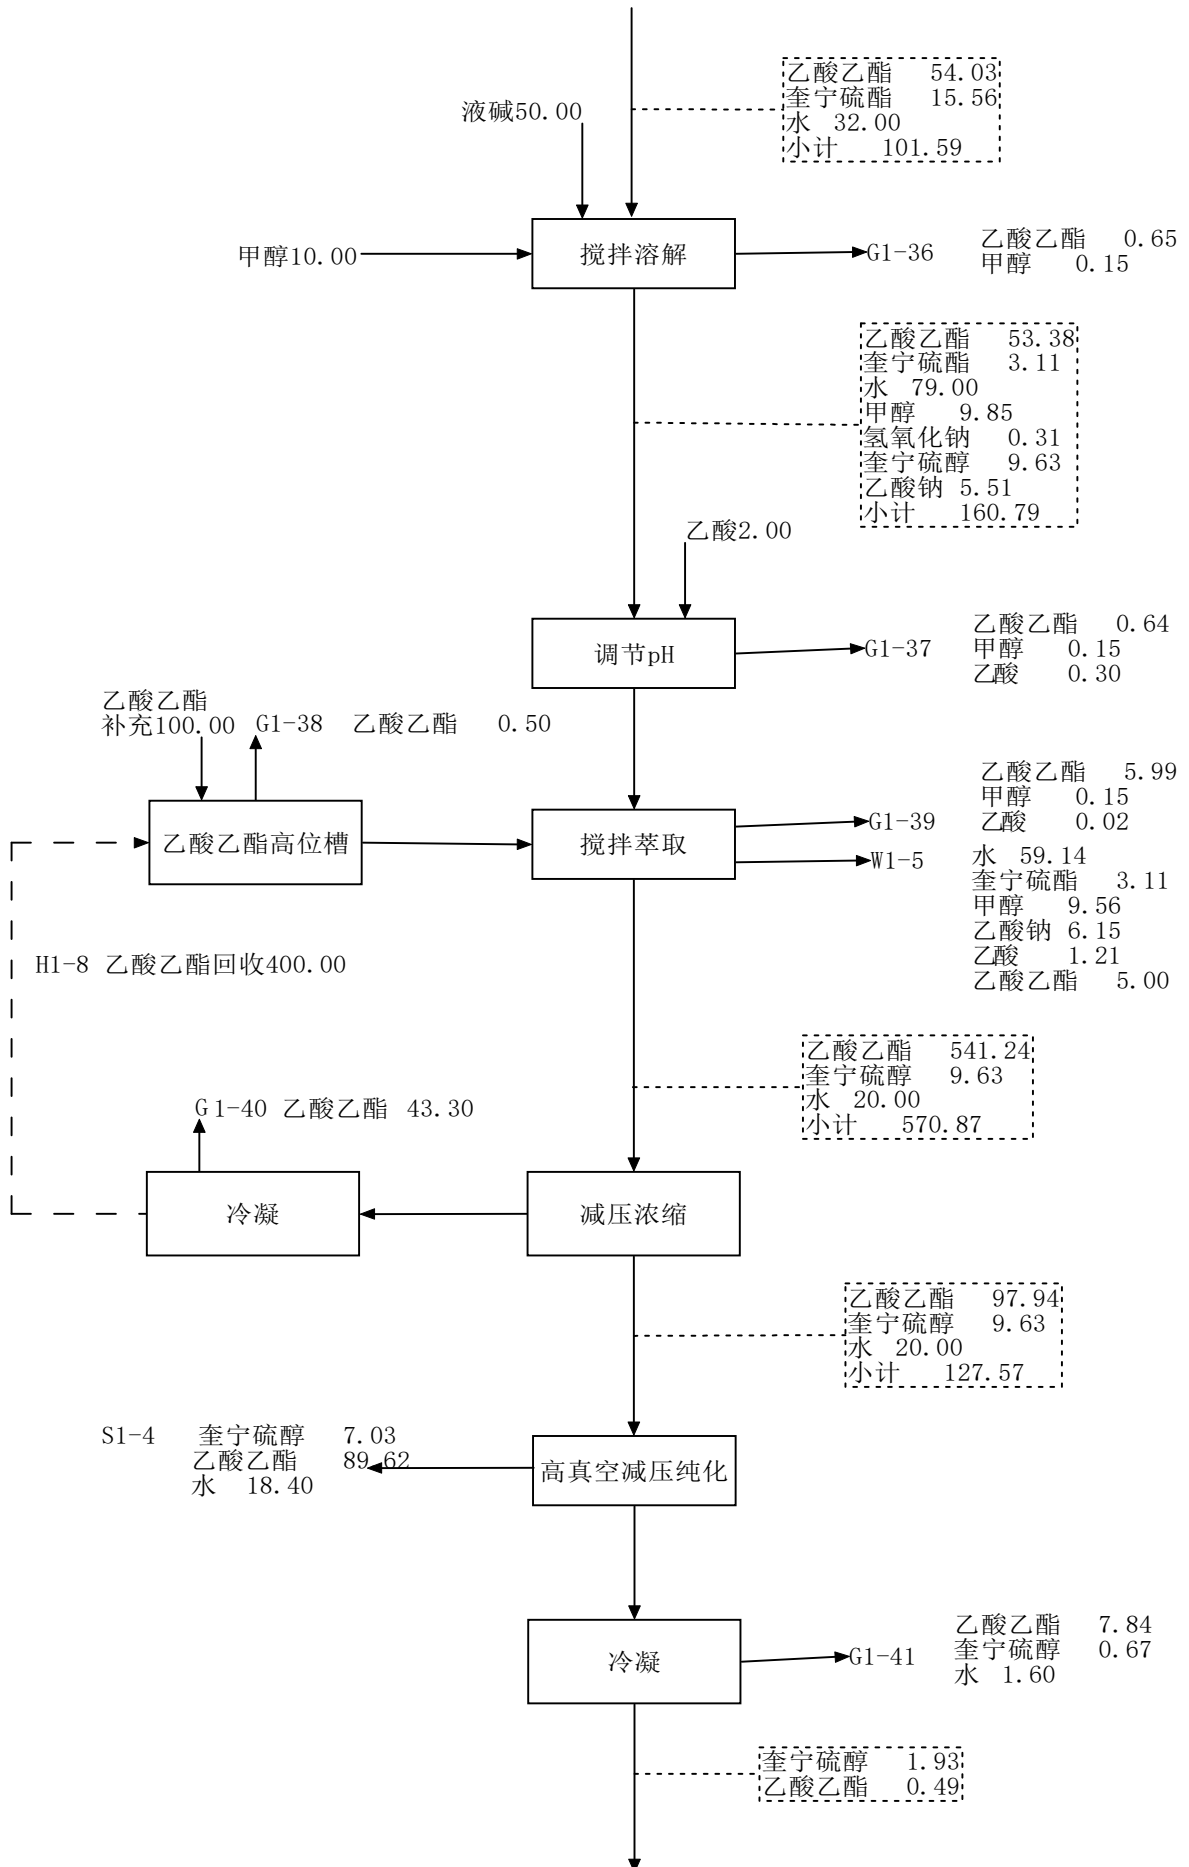 乙酸乙酯 54.03
奎宁硫酯 15.56
水 32.00
小计 101.59
液碱50.00
甲醇10.00
搅拌溶解
G1-36
乙酸乙酯 0.65
甲醇 0.15
乙酸乙酯 53.38
奎宁硫酯 3.11
水 79.00
甲醇 9.85
氢氧化钠 0.31
奎宁硫醇 9.63
乙酸钠 5.51
小计 160.79
乙酸2.00
调节pH
G1-37
乙酸乙酯 0.64
甲醇 0.15
乙酸 0.30
乙酸乙酯
补充100.00
G1-38 乙酸乙酯 0.50
乙酸乙酯高位槽
搅拌萃取
G1-39
乙酸乙酯 5.99
甲醇 0.15
乙酸 0.02
W1-5
水 59.14
奎宁硫酯 3.11
甲醇 9.56
乙酸钠 6.15
乙酸 1.21
乙酸乙酯 5.00
H1-8 乙酸乙酯回收400.00
乙酸乙酯 541.24
奎宁硫醇 9.63
水 20.00
小计 570.87
G1-40 乙酸乙酯 43.30
冷凝
减压浓缩
乙酸乙酯 97.94
奎宁硫醇 9.63
水 20.00
小计 127.57
S1-4 奎宁硫醇 7.03
乙酸乙酯 89.62
水 18.40
高真空减压纯化
冷凝
G1-41
乙酸乙酯 7.84
奎宁硫醇 0.67
水 1.60
奎宁硫醇 1.93
乙酸乙酯 0.49